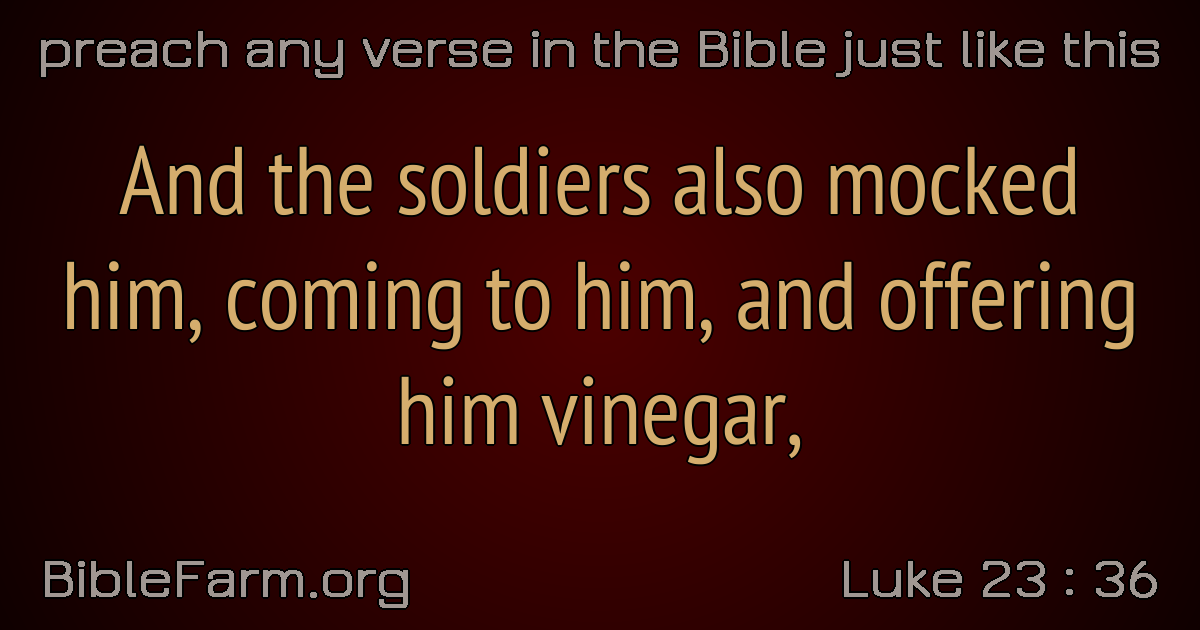 preach any verse in the Bible just like this
And the soldiers also mocked
him, coming to him, and offering
him vinegar,
BibleFarm.org
Luke 23 : 36